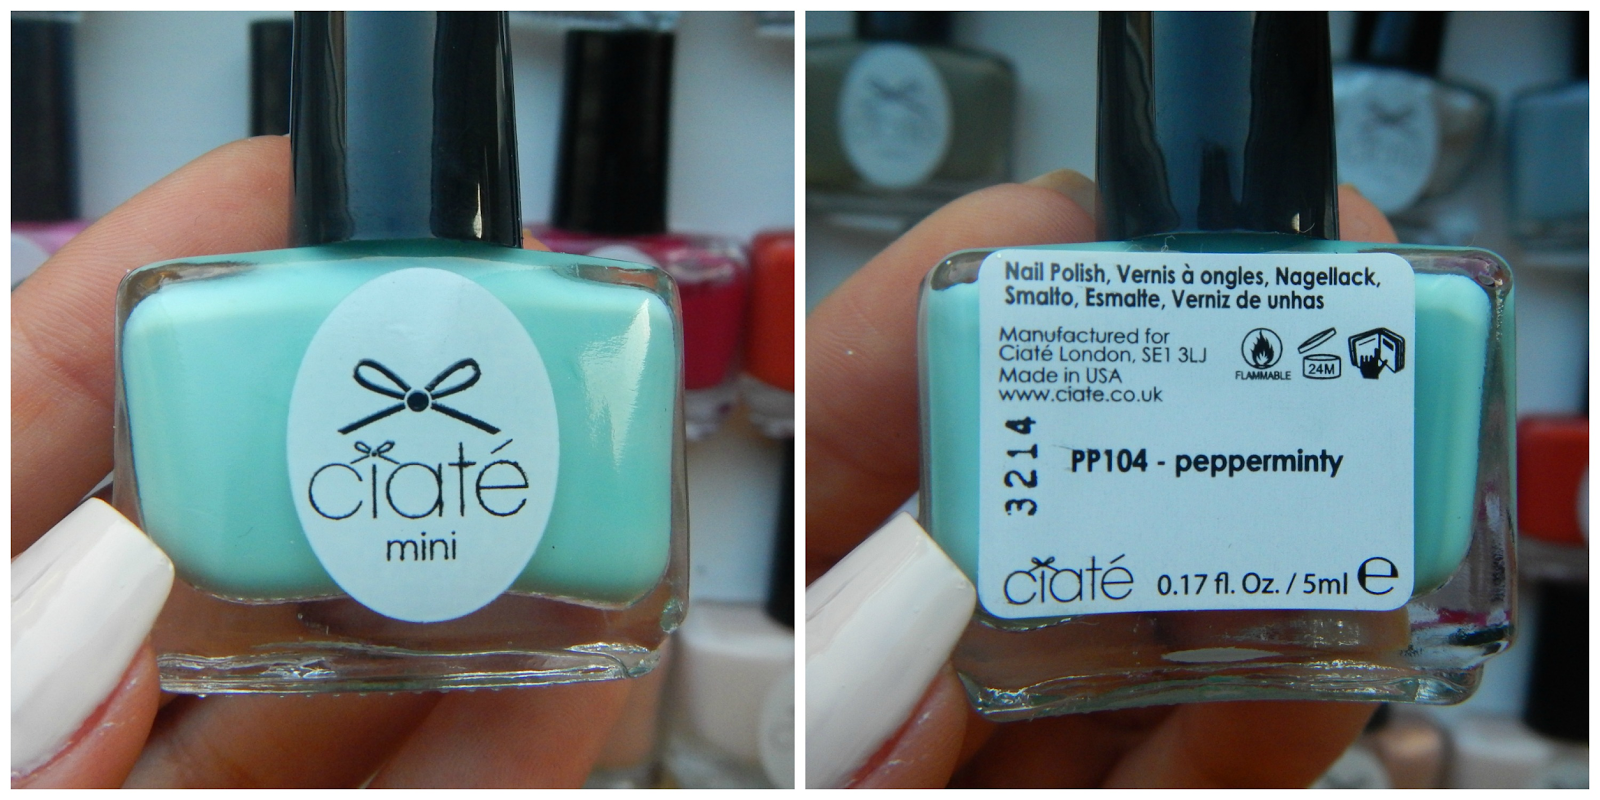 ciaté
mini
Nail Polish, Vernis à ongles, Nagellack,
Smalto, Esmalte, Verniz de unhas
Manufactured for
Ciaté London, SE1 3LJ
Made in USA
www.ciate.co.uk
FLAMMABLE
24M
3214
PP104 - pepperminty
ciaté
0.17 fl. Oz. / 5ml e